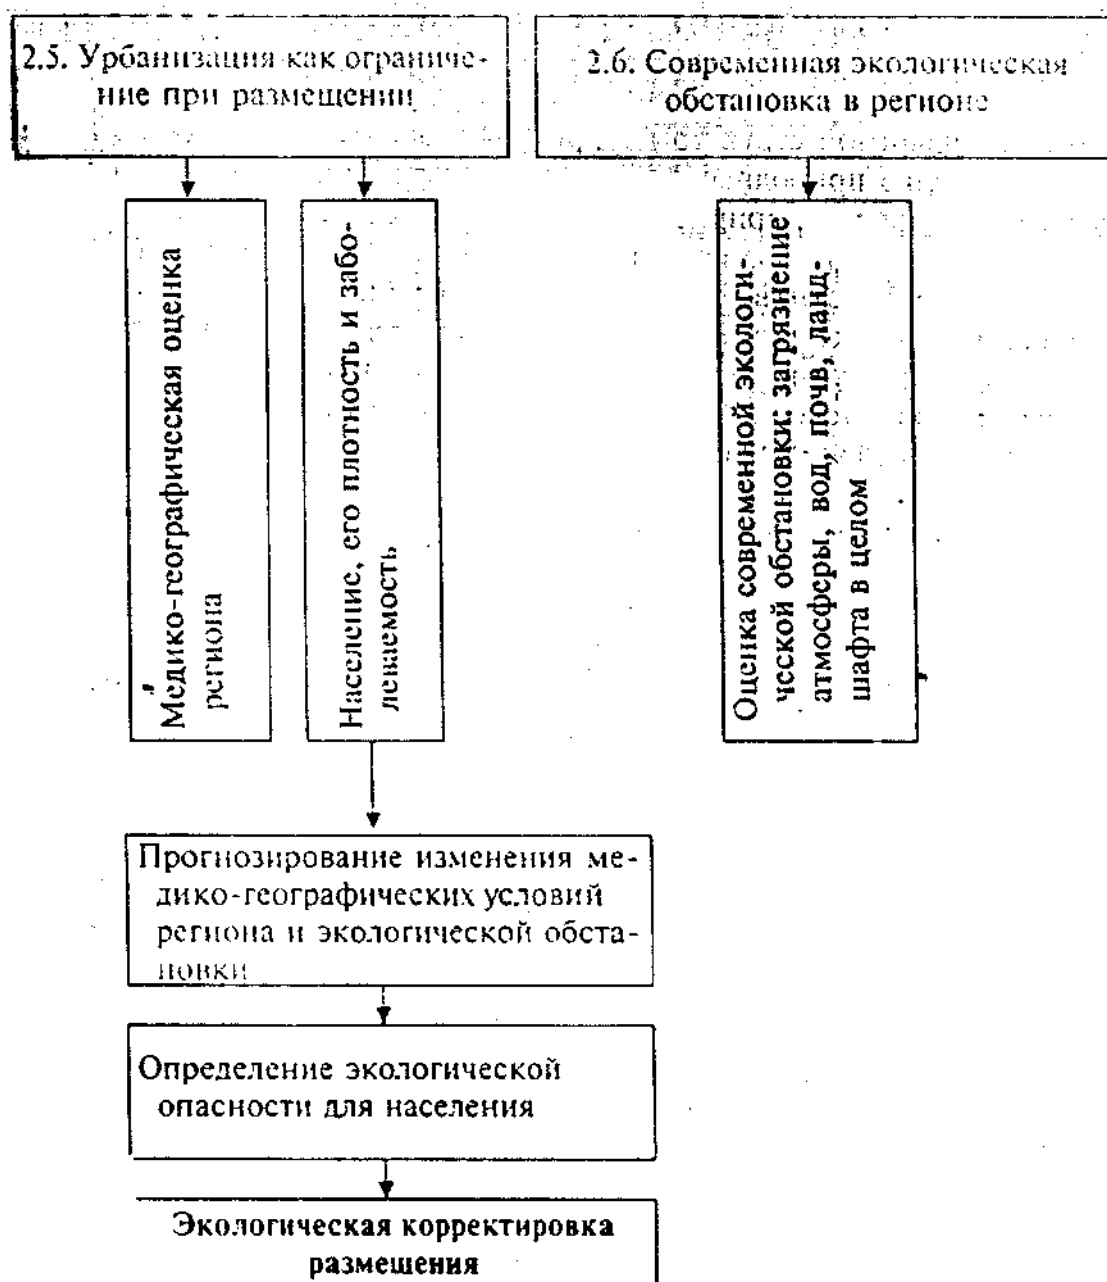 2.5. Урбанизация как ограниче-
ние при размещении
2.6. Современная экологическая
обстановка в регионе
Медико-географическая оценка
региона
Население, его плотность и забо-
леваемость
Оценка современной экологи-
ческой обстановки: загрязнение
атмосферы, вод, почв, ланд-
шафта в целом
Прогнозирование изменения ме-
дико-географических условий
региона и экологической обста-
новки
Определение экологической
опасности для населения
Экологическая корректировка
размещения